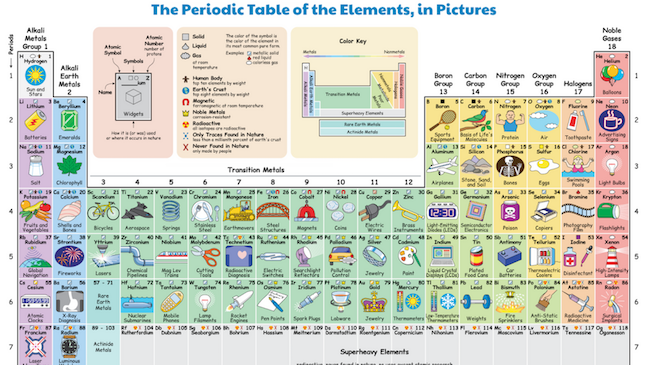 The Periodic Table of the Elements, in Pictures
Alkali Metals Group 1
Alkali Earth Metals 2
Noble Gases 18
Periods
Atomic Symbol
Atomic Number number of protons
Symbols
Name
Widgets
How it is (or was) used or where it occurs in nature
Solid
Liquid
Gas
at room temperature
The color of the symbol is the color of the element in its most common pure form.
Examples
metallic solid
red liquid
colorless gas
Human Body
top ten elements by weight
Earth's Crust
top eight elements by weight
Magnetic
ferromagnetic at room temperature
Noble Metals
corrosion-resistant
Radioactive
all isotopes are radioactive
Only Traces Found in Nature
less than a millionth percent of earth's crust
Never Found in Nature
only made by people
Color Key
Metals
Nonmetals
Alkali Metals
Alkali Earth Metals
Transition Metals
Superheavy Elements
Rare Earth Metals
Actinide Metals
Boron Group 13
Carbon Group 14
Nitrogen Group 15
Oxygen Group 16
Halogens 17
1
H 1 Hydrogen Sun and Stars
He 2 Helium Balloons
2
Li 3 Lithium Batteries
Be 4 Beryllium Emeralds
B 5 Boron Sports Equipment
C 6 Carbon Basis of Life's Molecules
N 7 Nitrogen Protein
O 8 Oxygen Air
F 9 Fluorine Toothpaste
Ne 10 Neon Advertising Signs
3
Na 11 Sodium Salt
Mg 12 Magnesium Chlorophyll
Transition Metals
3 4 5 6 7 8 9 10 11 12
Al 13 Aluminum Airplanes
Si 14 Silicon Stone, Sand, and Soil
P 15 Phosphorus Bones
S 16 Sulfur Eggs
Cl 17 Chlorine Swimming Pools
Ar 18 Argon Light Bulbs
4
K 19 Potassium Fruits and Vegetables
Ca 20 Calcium
Sc 21 Scandium Bicycles
Ti 22 Titanium Aerospace
V 23 Vanadium Springs
Cr 24 Chromium Stainless Steel
Mn 25 Manganese Earthmovers
Fe 26 Iron Steel Structures
Co 27 Cobalt Magnets
Ni 28 Nickel Coins
Cu 29 Copper Electric Wires
Zn 30 Zinc Brass Instruments
Ga 31 Gallium Light-Emitting Diodes (LEDs)
Ge 32 Germanium Semiconductor Electronics
As 33 Arsenic Poison
Se 34 Selenium Copiers
Br 35 Bromine Photography Film
Kr 36 Krypton Flashlights
5
Rb 37 Rubidium Global Navigation
Sr 38 Strontium Fireworks
Y 39 Yttrium Lasers
Zr 40 Zirconium Chemical Pipelines
Nb 41 Niobium Mag Lev Trains
Mo 42 Molybdenum Cutting Tools
Tc 43 Technetium Radioactive Diagnosis
Ru 44 Ruthenium Electric Switches
Rh 45 Rhodium Searchlight Reflectors
Pd 46 Palladium Pollution Control
Ag 47 Silver Jewelry
Cd 48 Cadmium Paint
In 49 Indium Liquid Crystal Displays (LCDs)
Sn 50 Tin Plated Food Cans
Sb 51 Antimony Car Batteries
Te 52 Tellurium Thermoelectric Coolers
I 53 Iodine Disinfectant
Xe 54 Xenon High-Intensity Lamps
6
Cs 55 Cesium Atomic Clocks
Ba 56 Barium X-Ray Diagnosis
57 - 71 Rare Earth Metals
Hf 72 Hafnium Nuclear Submarines
Ta 73 Tantalum Mobile Phones
W 74 Tungsten Lamp Filaments
Re 75 Rhenium Rocket Engines
Os 76 Osmium Pen Points
Ir 77 Iridium Spark Plugs
Pt 78 Platinum Labware
Au 79 Gold Jewelry
Hg 80 Mercury Thermometers
Tl 81 Thallium Low-Temperature Thermometers
Pb 82 Lead Weights
Bi 83 Bismuth Fire Sprinklers
Po 84 Polonium Anti-Static Brushes
At 85 Astatine Radioactive Medicine
Rn 86 Radon Surgical Implants
7
Fr 87 Francium Laser
Ra 88 Radium Luminous
89 - 103 Actinide Metals
Rf 104 Rutherfordium
Db 105 Dubnium
Sg 106 Seaborgium
Bh 107 Bohrium
Hs 108 Hassium
Mt 109 Meitnerium
Ds 110 Darmstadtium
Rg 111 Roentgenium
Cn 112 Copernicium
Nh 113 Nihonium
Fl 114 Flerovium
Mc 115 Moscovium
Lv 116 Livermorium
Ts 117 Tennessine
Og 118 Oganesson
7
Superheavy Elements